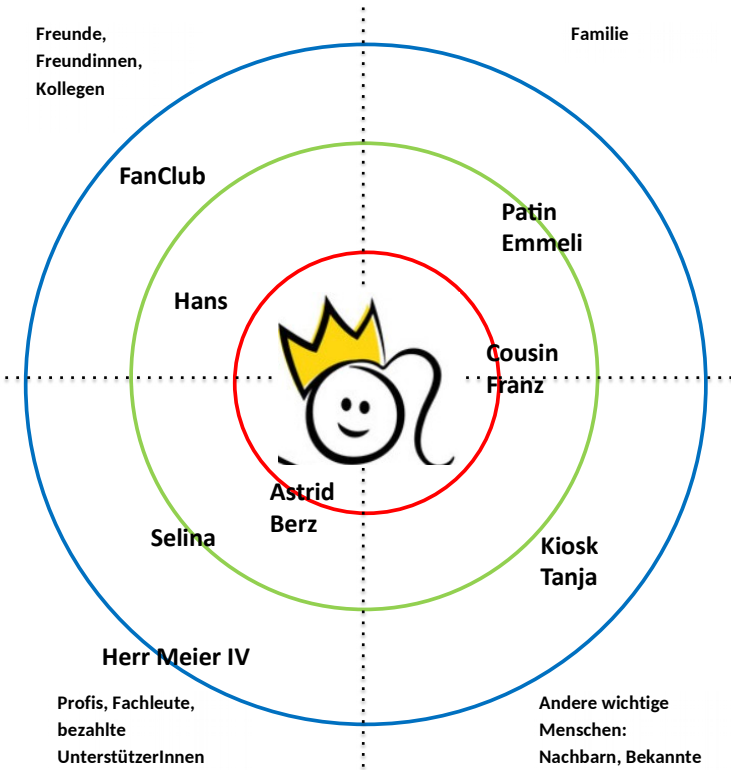 Freunde,
Freundinnen,
Kollegen
Familie
FanClub
Patin
Emmeli
Hans
Cousin
Franz
Astrid
Berz
Selina
Kiosk
Tanja
Herr Meier IV
Profis, Fachleute,
bezahlte
UnterstützerInnen
Andere wichtige
Menschen:
Nachbarn, Bekannte